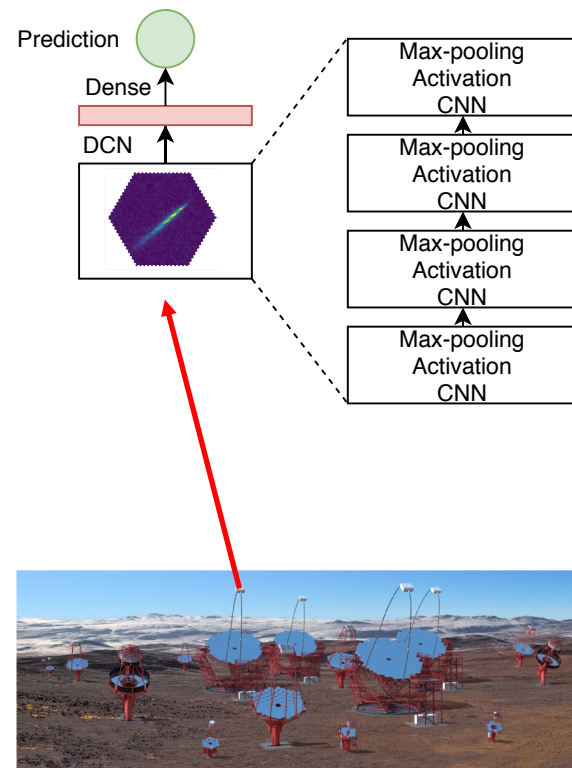 Prediction
Dense
DCN
Max-pooling
Activation
CNN
Max-pooling
Activation
CNN
Max-pooling
Activation
CNN
Max-pooling
Activation
CNN